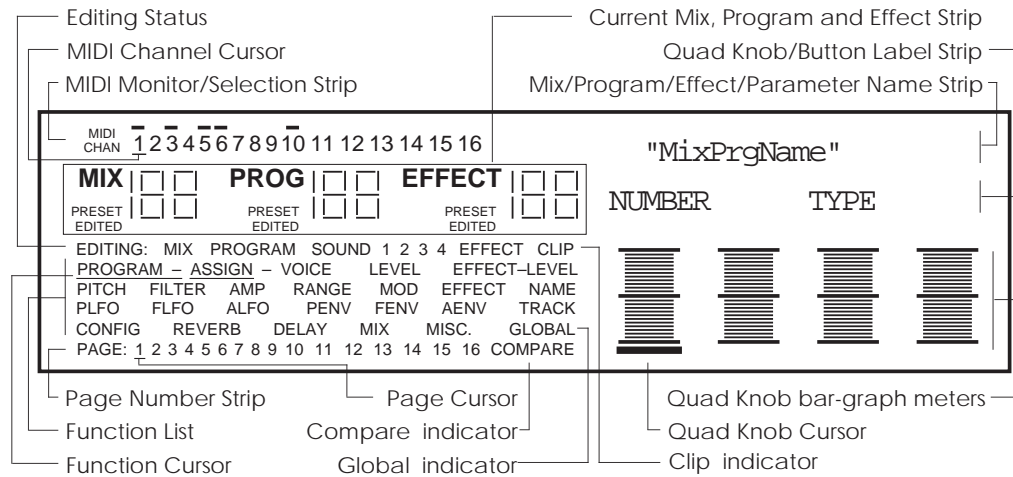 Editing Status
Current Mix, Program and Effect Strip
MIDI Channel Cursor
Quad Knob/Button Label Strip
MIDI Monitor/Selection Strip
Mix/Program/Effect/Parameter Name Strip
MIDI CHAN 1 2 3 4 5 6 7 8 9 10 11 12 13 14 15 16
"MixPrgName"
MIX PROG EFFECT
PRESET PRESET PRESET
EDITED EDITED EDITED
NUMBER TYPE
EDITING: MIX PROGRAM SOUND 1 2 3 4 EFFECT CLIP
PROGRAM – ASSIGN – VOICE LEVEL EFFECT–LEVEL
PITCH FILTER AMP RANGE MOD EFFECT NAME
PLFO FLFO ALFO PENV FENV AENV TRACK
CONFIG REVERB DELAY MIX MISC. GLOBAL
PAGE: 1 2 3 4 5 6 7 8 9 10 11 12 13 14 15 16 COMPARE
Page Number Strip
Page Cursor
Quad Knob bar-graph meters
Function List
Compare indicator
Quad Knob Cursor
Function Cursor
Global indicator
Clip indicator